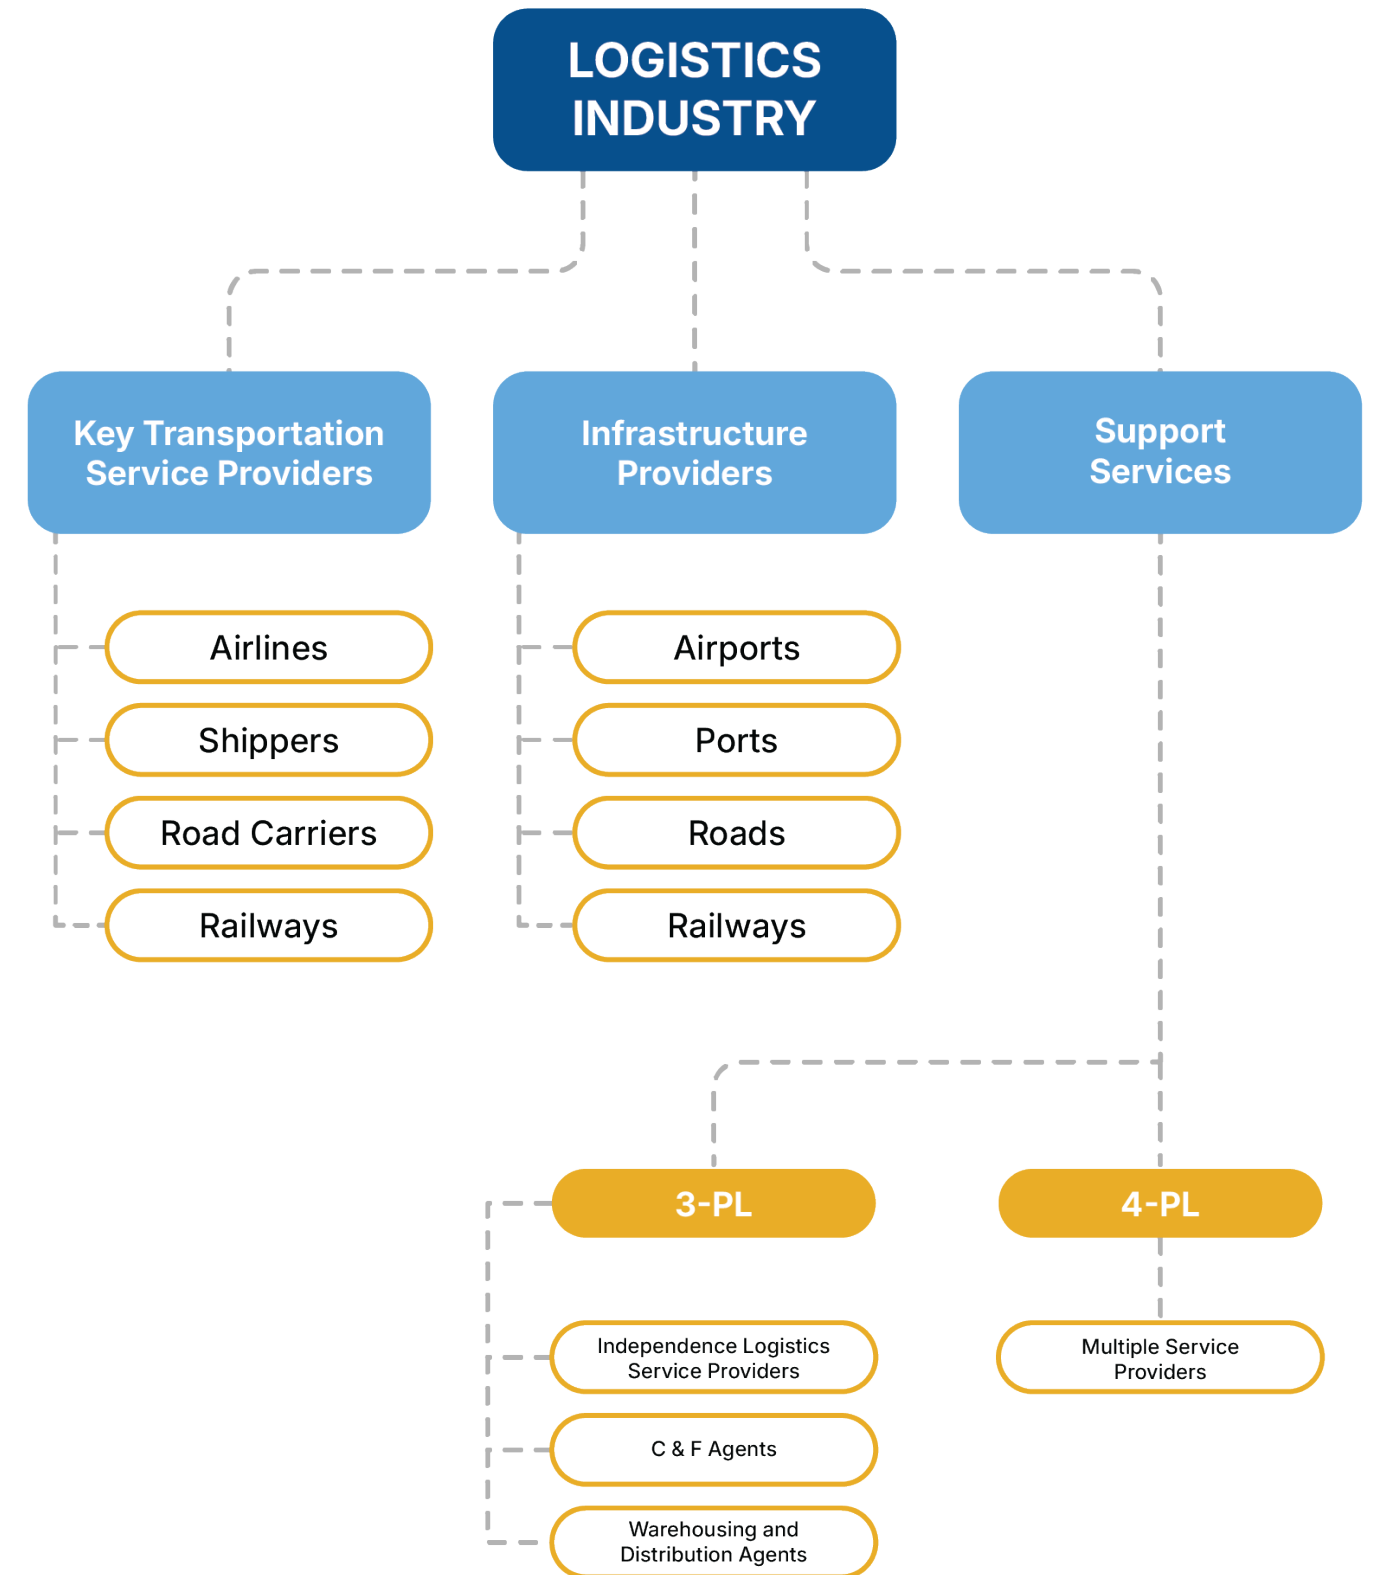 LOGISTICS
INDUSTRY
Key Transportation
Service Providers
Infrastructure
Providers
Support
Services
Airlines
Shippers
Road Carriers
Railways
Airports
Ports
Roads
Railways
3-PL
4-PL
Independence Logistics
Service Providers
C & F Agents
Warehousing and
Distribution Agents
Multiple Service
Providers